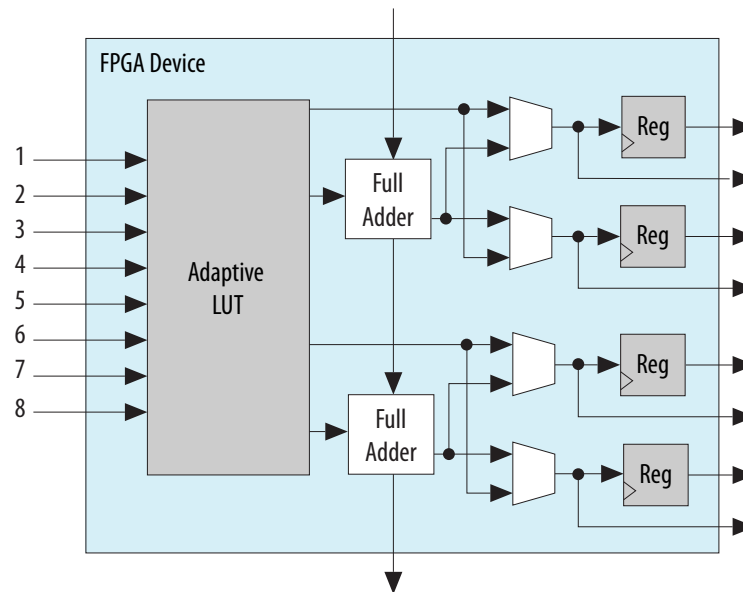 FPGA Device
1
2
3
4
5
6
7
8
Adaptive
LUT
Full
Adder
Full
Adder
Reg
Reg
Reg
Reg